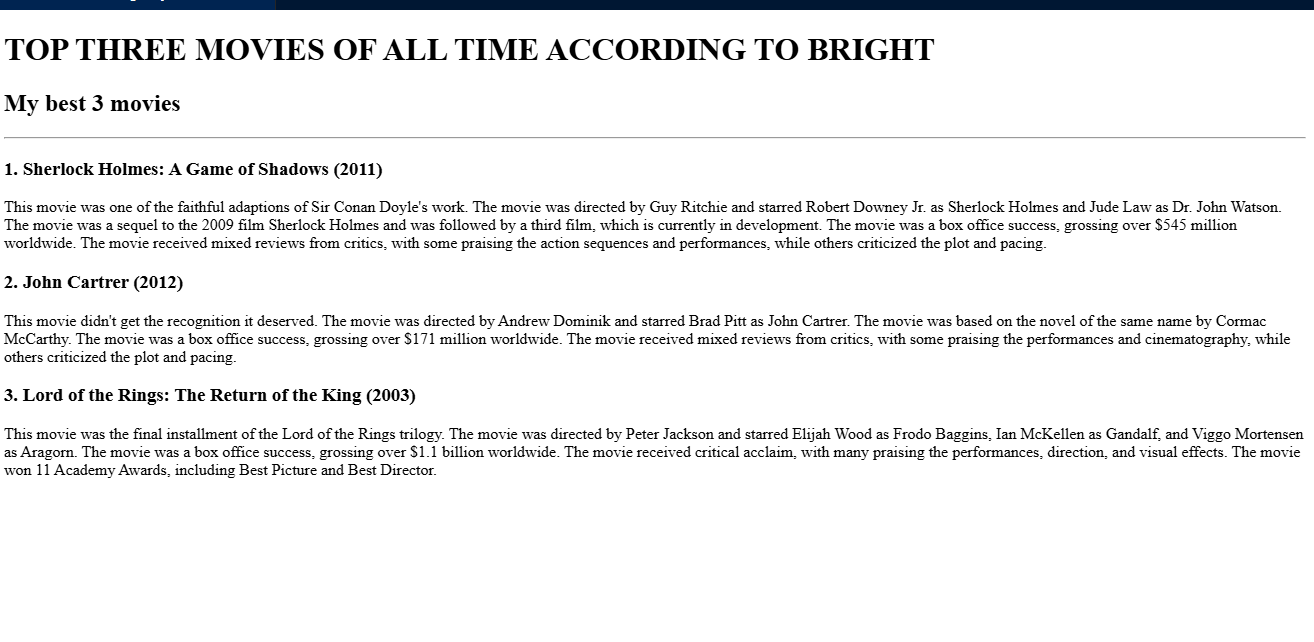 TOP THREE MOVIES OF ALL TIME ACCORDING TO BRIGHT
My best 3 movies
1. Sherlock Holmes: A Game of Shadows (2011)
This movie was one of the faithful adaptions of Sir Conan Doyle's work. The movie was directed by Guy Ritchie and starred Robert Downey Jr. as Sherlock Holmes and Jude Law as Dr. John Watson.
The movie was a sequel to the 2009 film Sherlock Holmes and was followed by a third film, which is currently in development. The movie was a box office success, grossing over $545 million
worldwide. The movie received mixed reviews from critics, with some praising the action sequences and performances, while others criticized the plot and pacing.
2. John Cartrer (2012)
This movie didn't get the recognition it deserved. The movie was directed by Andrew Dominik and starred Brad Pitt as John Cartrer. The movie was based on the novel of the same name by Cormac
McCarthy. The movie was a box office success, grossing over $171 million worldwide. The movie received mixed reviews from critics, with some praising the performances and cinematography, while
others criticized the plot and pacing.
3. Lord of the Rings: The Return of the King (2003)
This movie was the final installment of the Lord of the Rings trilogy. The movie was directed by Peter Jackson and starred Elijah Wood as Frodo Baggins, Ian McKellen as Gandalf, and Viggo Mortensen
as Aragorn. The movie was a box office success, grossing over $1.1 billion worldwide. The movie received critical acclaim, with many praising the performances, direction, and visual effects. The movie
won 11 Academy Awards, including Best Picture and Best Director.